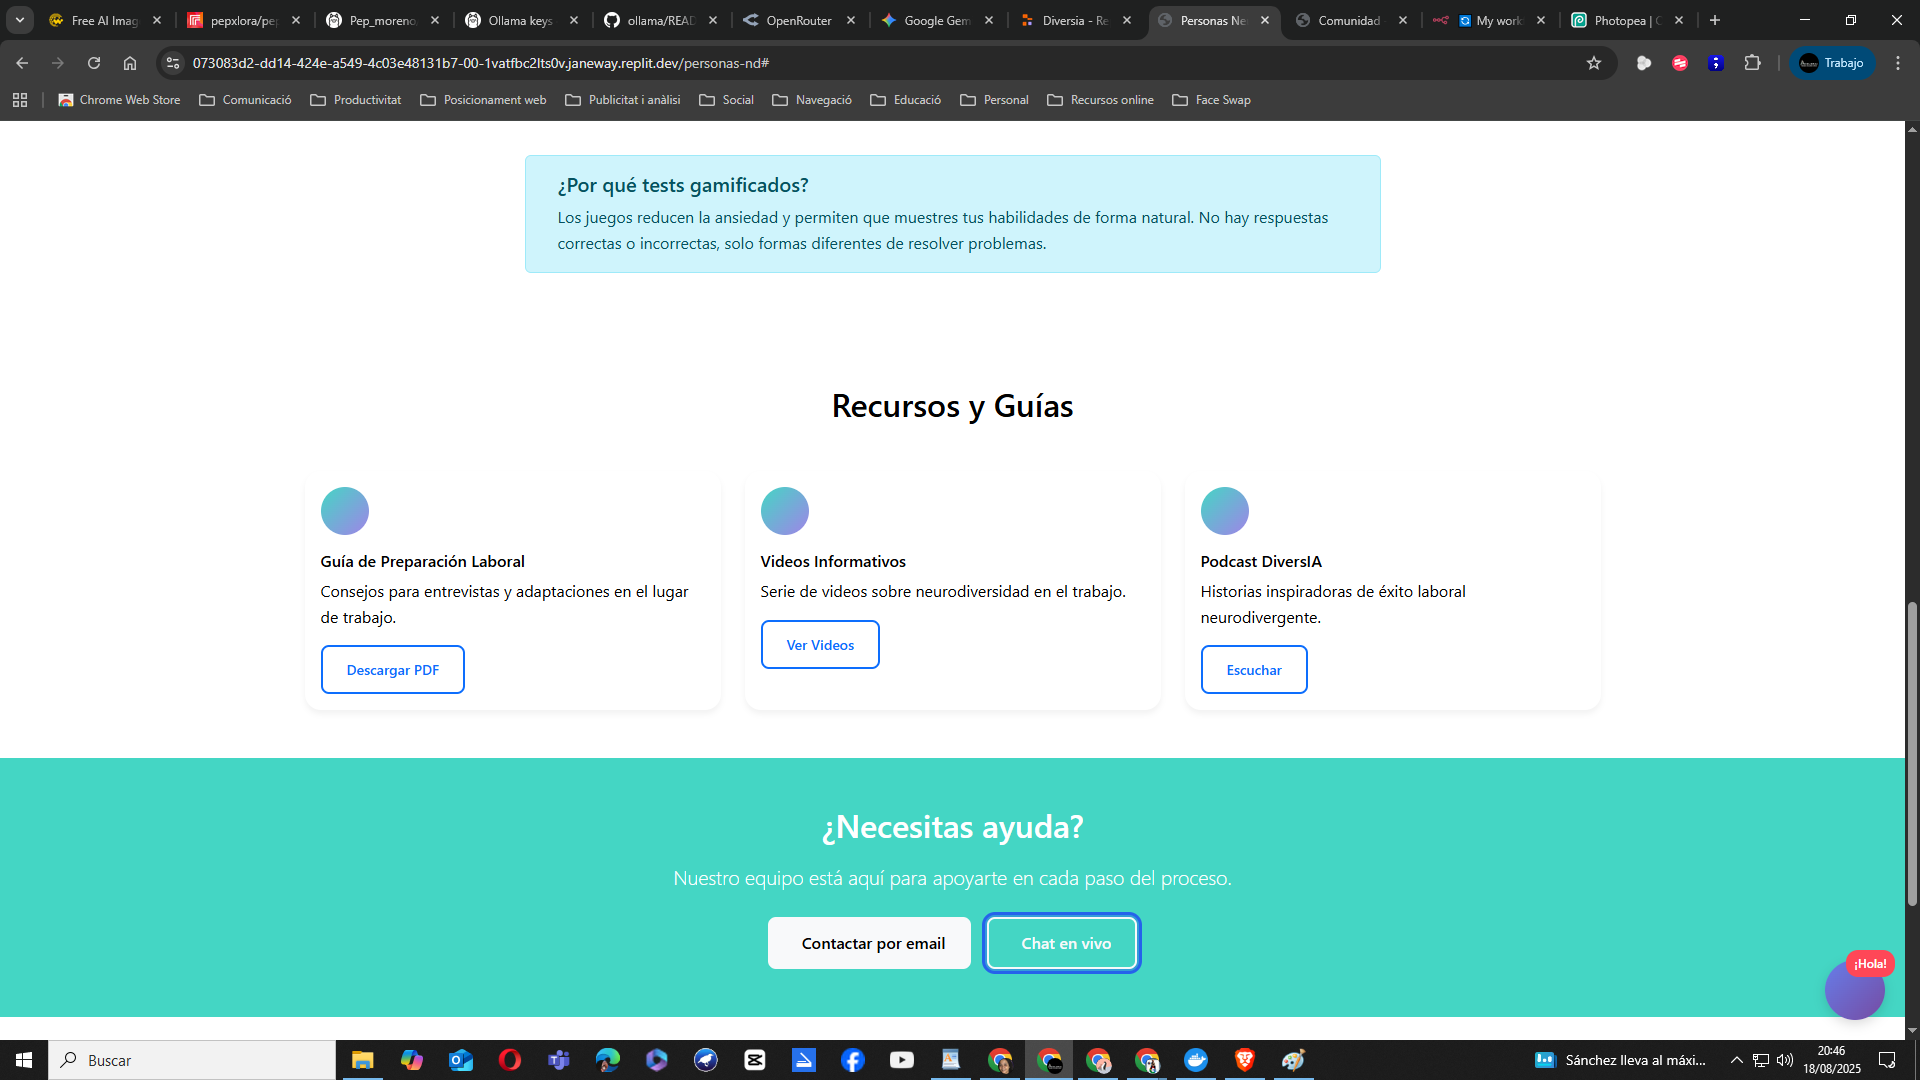 Free AI Imag
pepxlora/pep
Pep_moreno
Ollama keys
ollama/READ
OpenRouter
Google Gem
Diversia - Re
Personas Ne
Comunidad
My work
Photopea | C
073083d2-dd14-424e-a549-4c03e48131b7-00-1vatfbc2lts0v.janeway.replit.dev/personas-nd#
Trabajo
Chrome Web Store
Comunicació
Productivitat
Posicionament web
Publicitat i anàlisi
Social
Navegació
Educació
Personal
Recursos online
Face Swap
¿Por qué tests gamificados?
Los juegos reducen la ansiedad y permiten que muestres tus habilidades de forma natural. No hay respuestas
correctas o incorrectas, solo formas diferentes de resolver problemas.
Recursos y Guías
Guía de Preparación Laboral
Consejos para entrevistas y adaptaciones en el lugar
de trabajo.
Descargar PDF
Videos Informativos
Serie de videos sobre neurodiversidad en el trabajo.
Ver Videos
Podcast DiversIA
Historias inspiradoras de éxito laboral
neurodivergente.
Escuchar
¿Necesitas ayuda?
Nuestro equipo está aquí para apoyarte en cada paso del proceso.
Contactar por email
Chat en vivo
¡Hola!
Buscar
Sánchez lleva al máxi...
20:46
18/08/2025